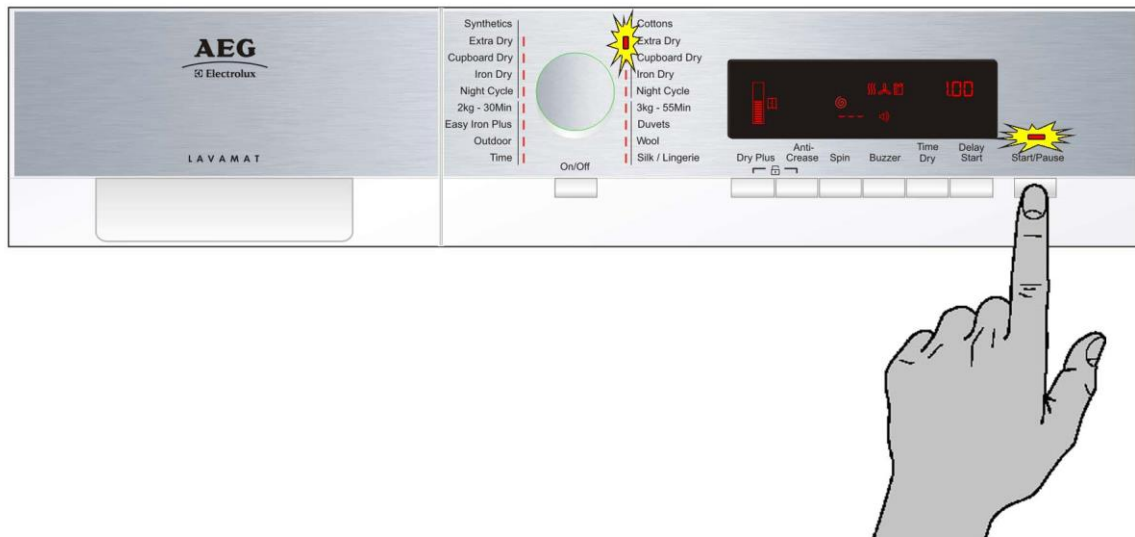 AEG
Electrolux
LAVAMAT
Synthetics
Extra Dry
Cupboard Dry
Iron Dry
Night Cycle
2kg - 30Min
Easy Iron Plus
Outdoor
Time
Cottons
Extra Dry
Cupboard Dry
Iron Dry
Night Cycle
3kg - 55Min
Duvets
Wool
Silk / Lingerie
On/Off
1.00
---
Dry Plus
Anti-
Crease
Spin
Buzzer
Time
Dry
Delay
Start
Start/Pause